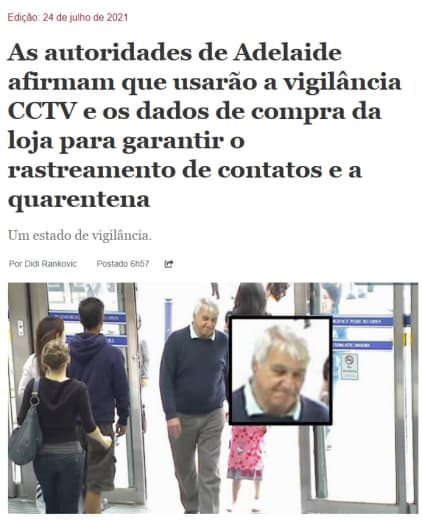 Edição: 24 de julho de 2021
As autoridades de Adelaide
afirmam que usarão a vigilância
CCTV e os dados de compra da
loja para garantir o
rastreamento de contatos e a
quarentena
Um estado de vigilância.
Por Didi Rankovic Postado 6h57